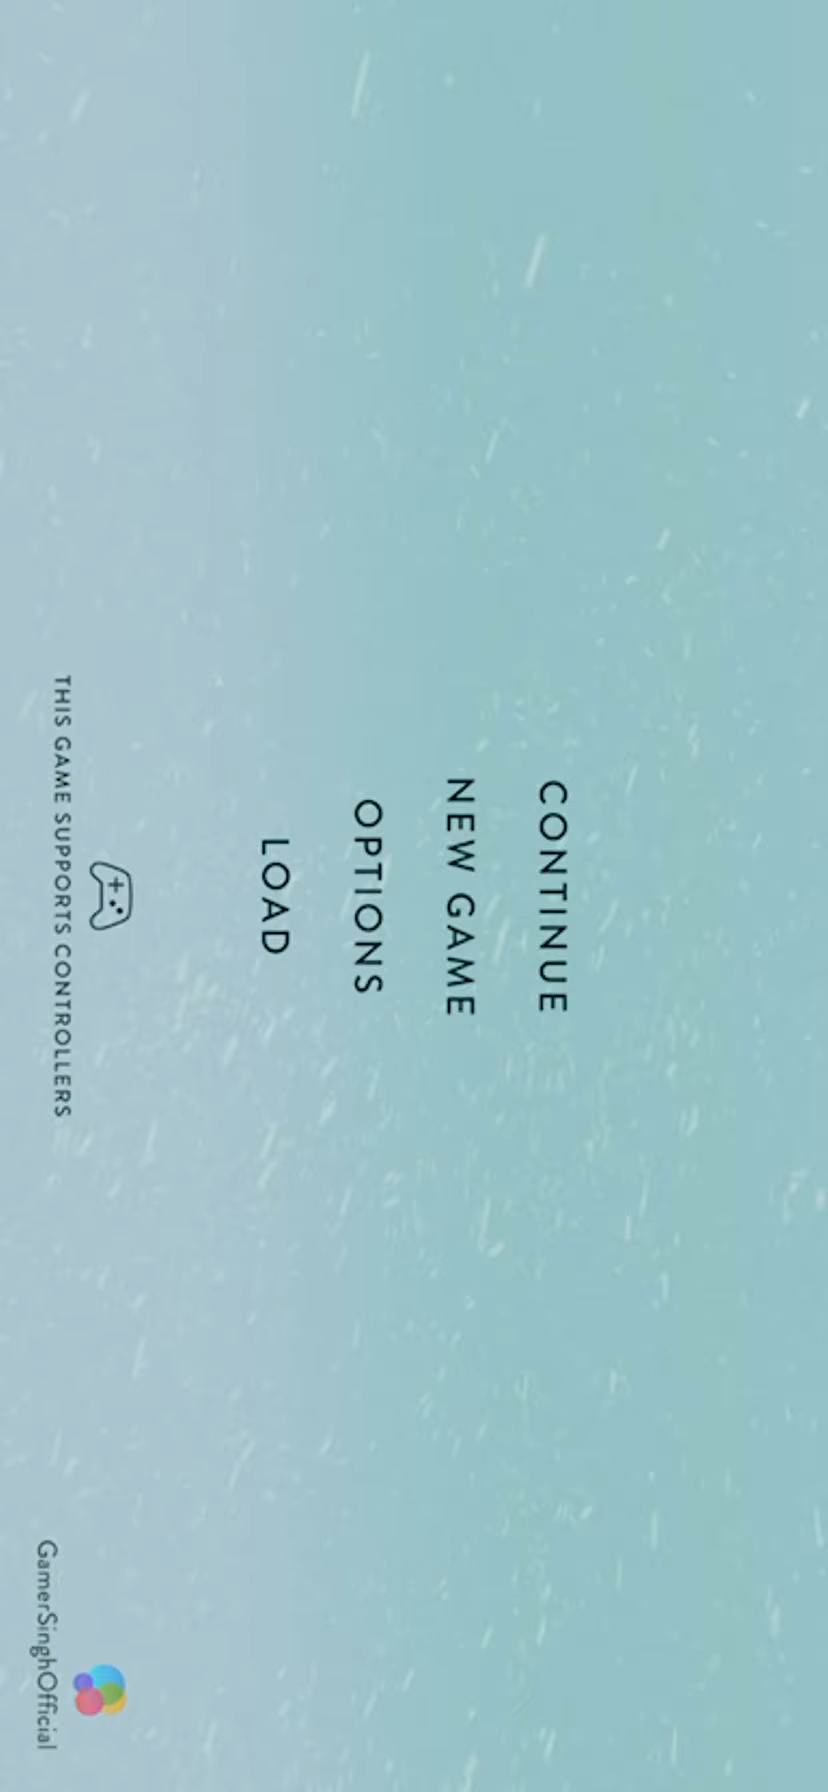 CONTINUE
NEW GAME
OPTIONS
LOAD
THIS GAME SUPPORTS CONTROLLERS
GamerSinghOfficial